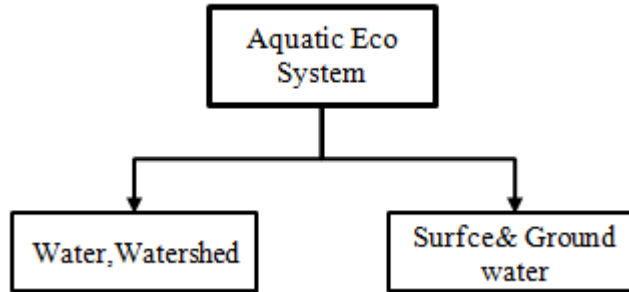 Aquatic Eco
System
Water,Watershed
Surfce& Ground
water